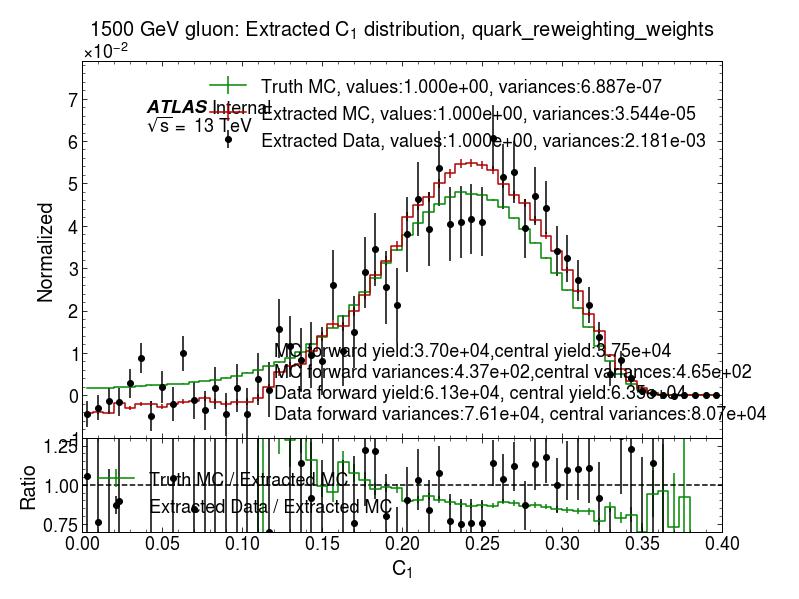 1500 GeV gluon: Extracted C1 distribution, quark_reweighting_weights
×10−2
Truth MC, values:1.000e+00, variances:6.887e-07
ATLAS Internal
Extracted MC, values:1.000e+00, variances:3.544e-05
√s = 13 TeV
Extracted Data, values:1.000e+00, variances:2.181e-03
7
6
5
4
3
2
1
0
Normalized
MC forward yield:3.70e+04,central yield:3.75e+04
MC forward variances:4.37e+02,central variances:4.65e+02
Data forward yield:6.13e+04, central yield:6.35e+04
Data forward variances:7.61e+04, central variances:8.07e+04
1.25
1.00
0.75
Ratio
Truth MC / Extracted MC
Extracted Data / Extracted MC
0.00 0.05 0.10 0.15 0.20 0.25 0.30 0.35 0.40
C1